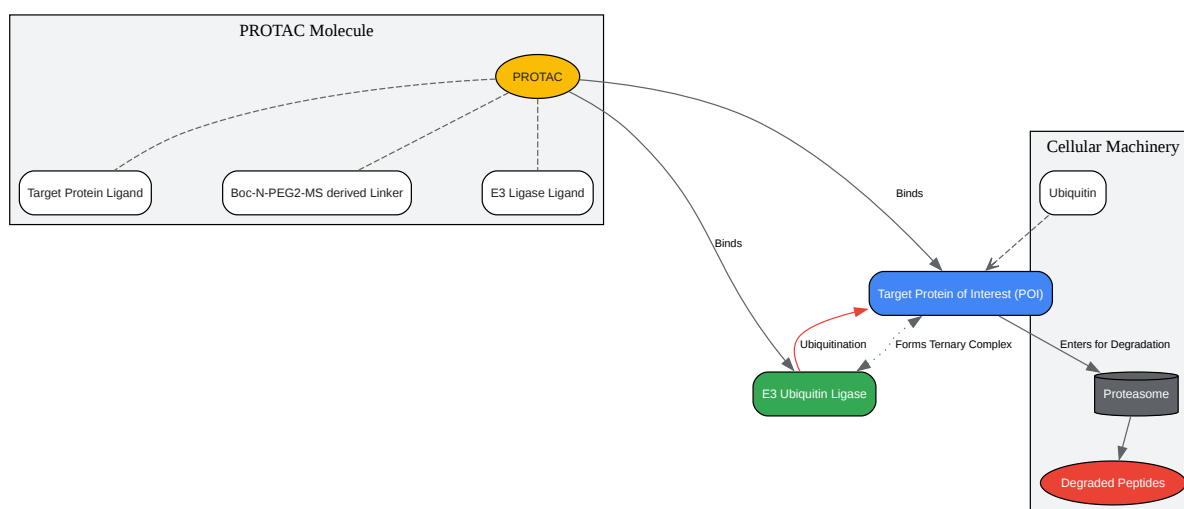 PROTAC Molecule
PROTAC
Target Protein Ligand
Boc-N-PEG2-MS derived Linker
E3 Ligase Ligand
Cellular Machinery
Ubiquitin
Binds
Binds
Target Protein of Interest (POI)
Ubiquitination
Forms Ternary Complex
Enters for Degradation
E3 Ubiquitin Ligase
Proteasome
Degraded Peptides